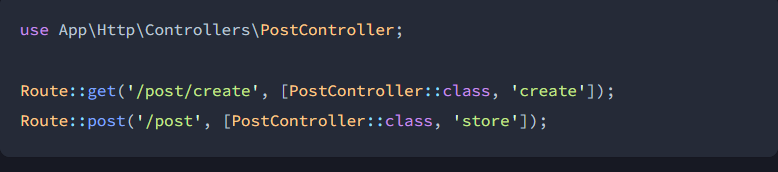 use App\Http\Controllers\PostController;
Route::get('/post/create', [PostController::class, 'create']);
Route::post('/post', [PostController::class, 'store']);